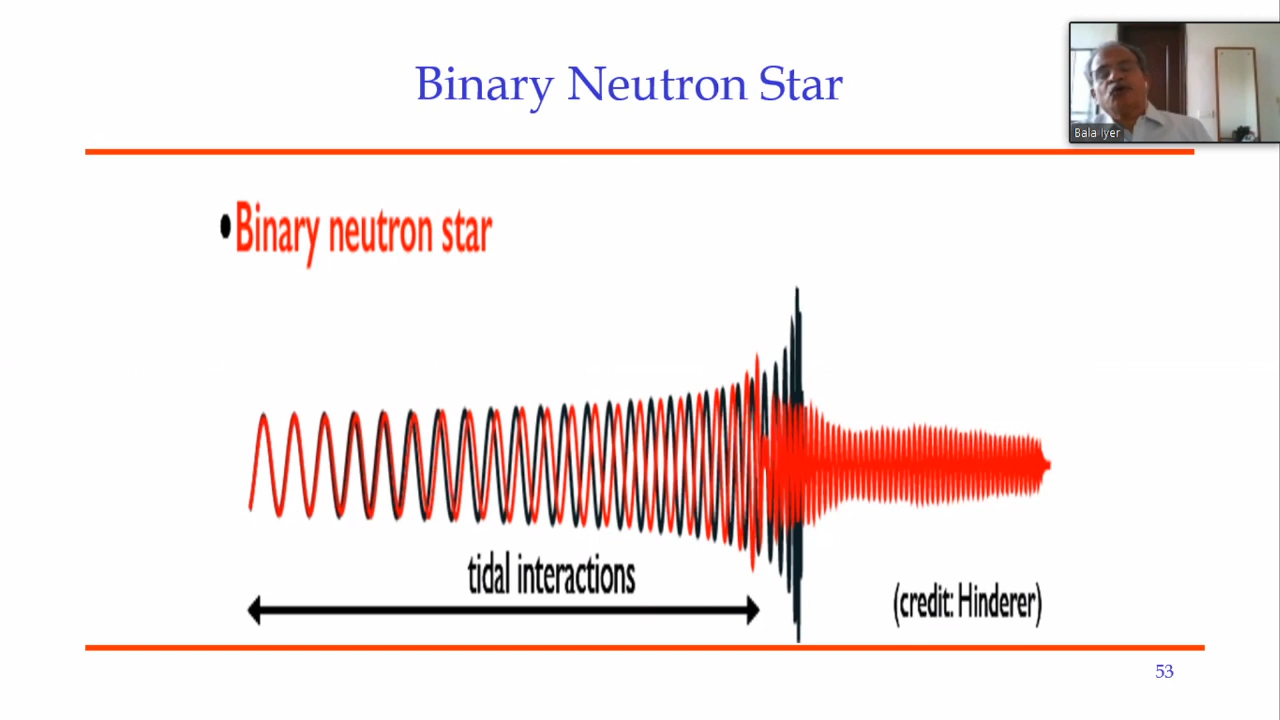 Binary Neutron Star
Bala Iyer
•Binary neutron star
tidal interactions
(credit: Hinderer)
53